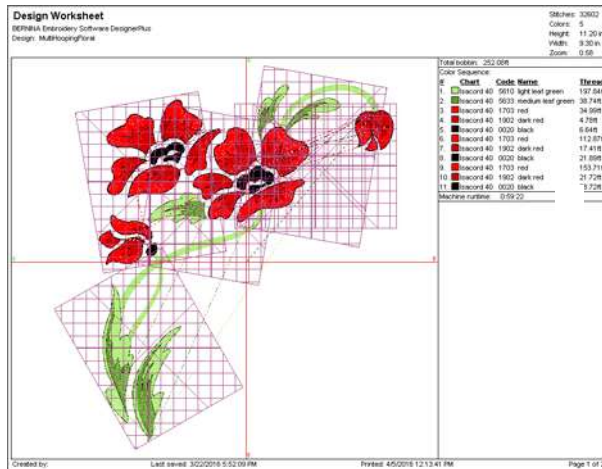 Design Worksheet
BERNINA Embroidery Software DesignerPlus
Design: MultiHoopingFloral
Stitches: 32602
Colors: 5
Height: 11.20 in
Width: 9.30 in
Zoom: 0.58
Total bobbin: 252.08ft
Color Sequence:
# Chart Code Name Thread
1. Isacord 40 5610 light leaf green 197.84ft
2. Isacord 40 5633 medium leaf green 38.74ft
3. Isacord 40 1703 red 34.99ft
4. Isacord 40 1902 dark red 4.78ft
5. Isacord 40 0020 black 6.64ft
6. Isacord 40 1703 red 112.87ft
7. Isacord 40 1902 dark red 17.41ft
8. Isacord 40 0020 black 21.89ft
9. Isacord 40 1703 red 153.71ft
10. Isacord 40 1902 dark red 21.72ft
11. Isacord 40 0020 black
Machine runtime: 0:59:22
Created by: Last saved: 3/22/2016 5:52:09 PM Printed: 4/5/2016 12:13:41 PM Page 1 of